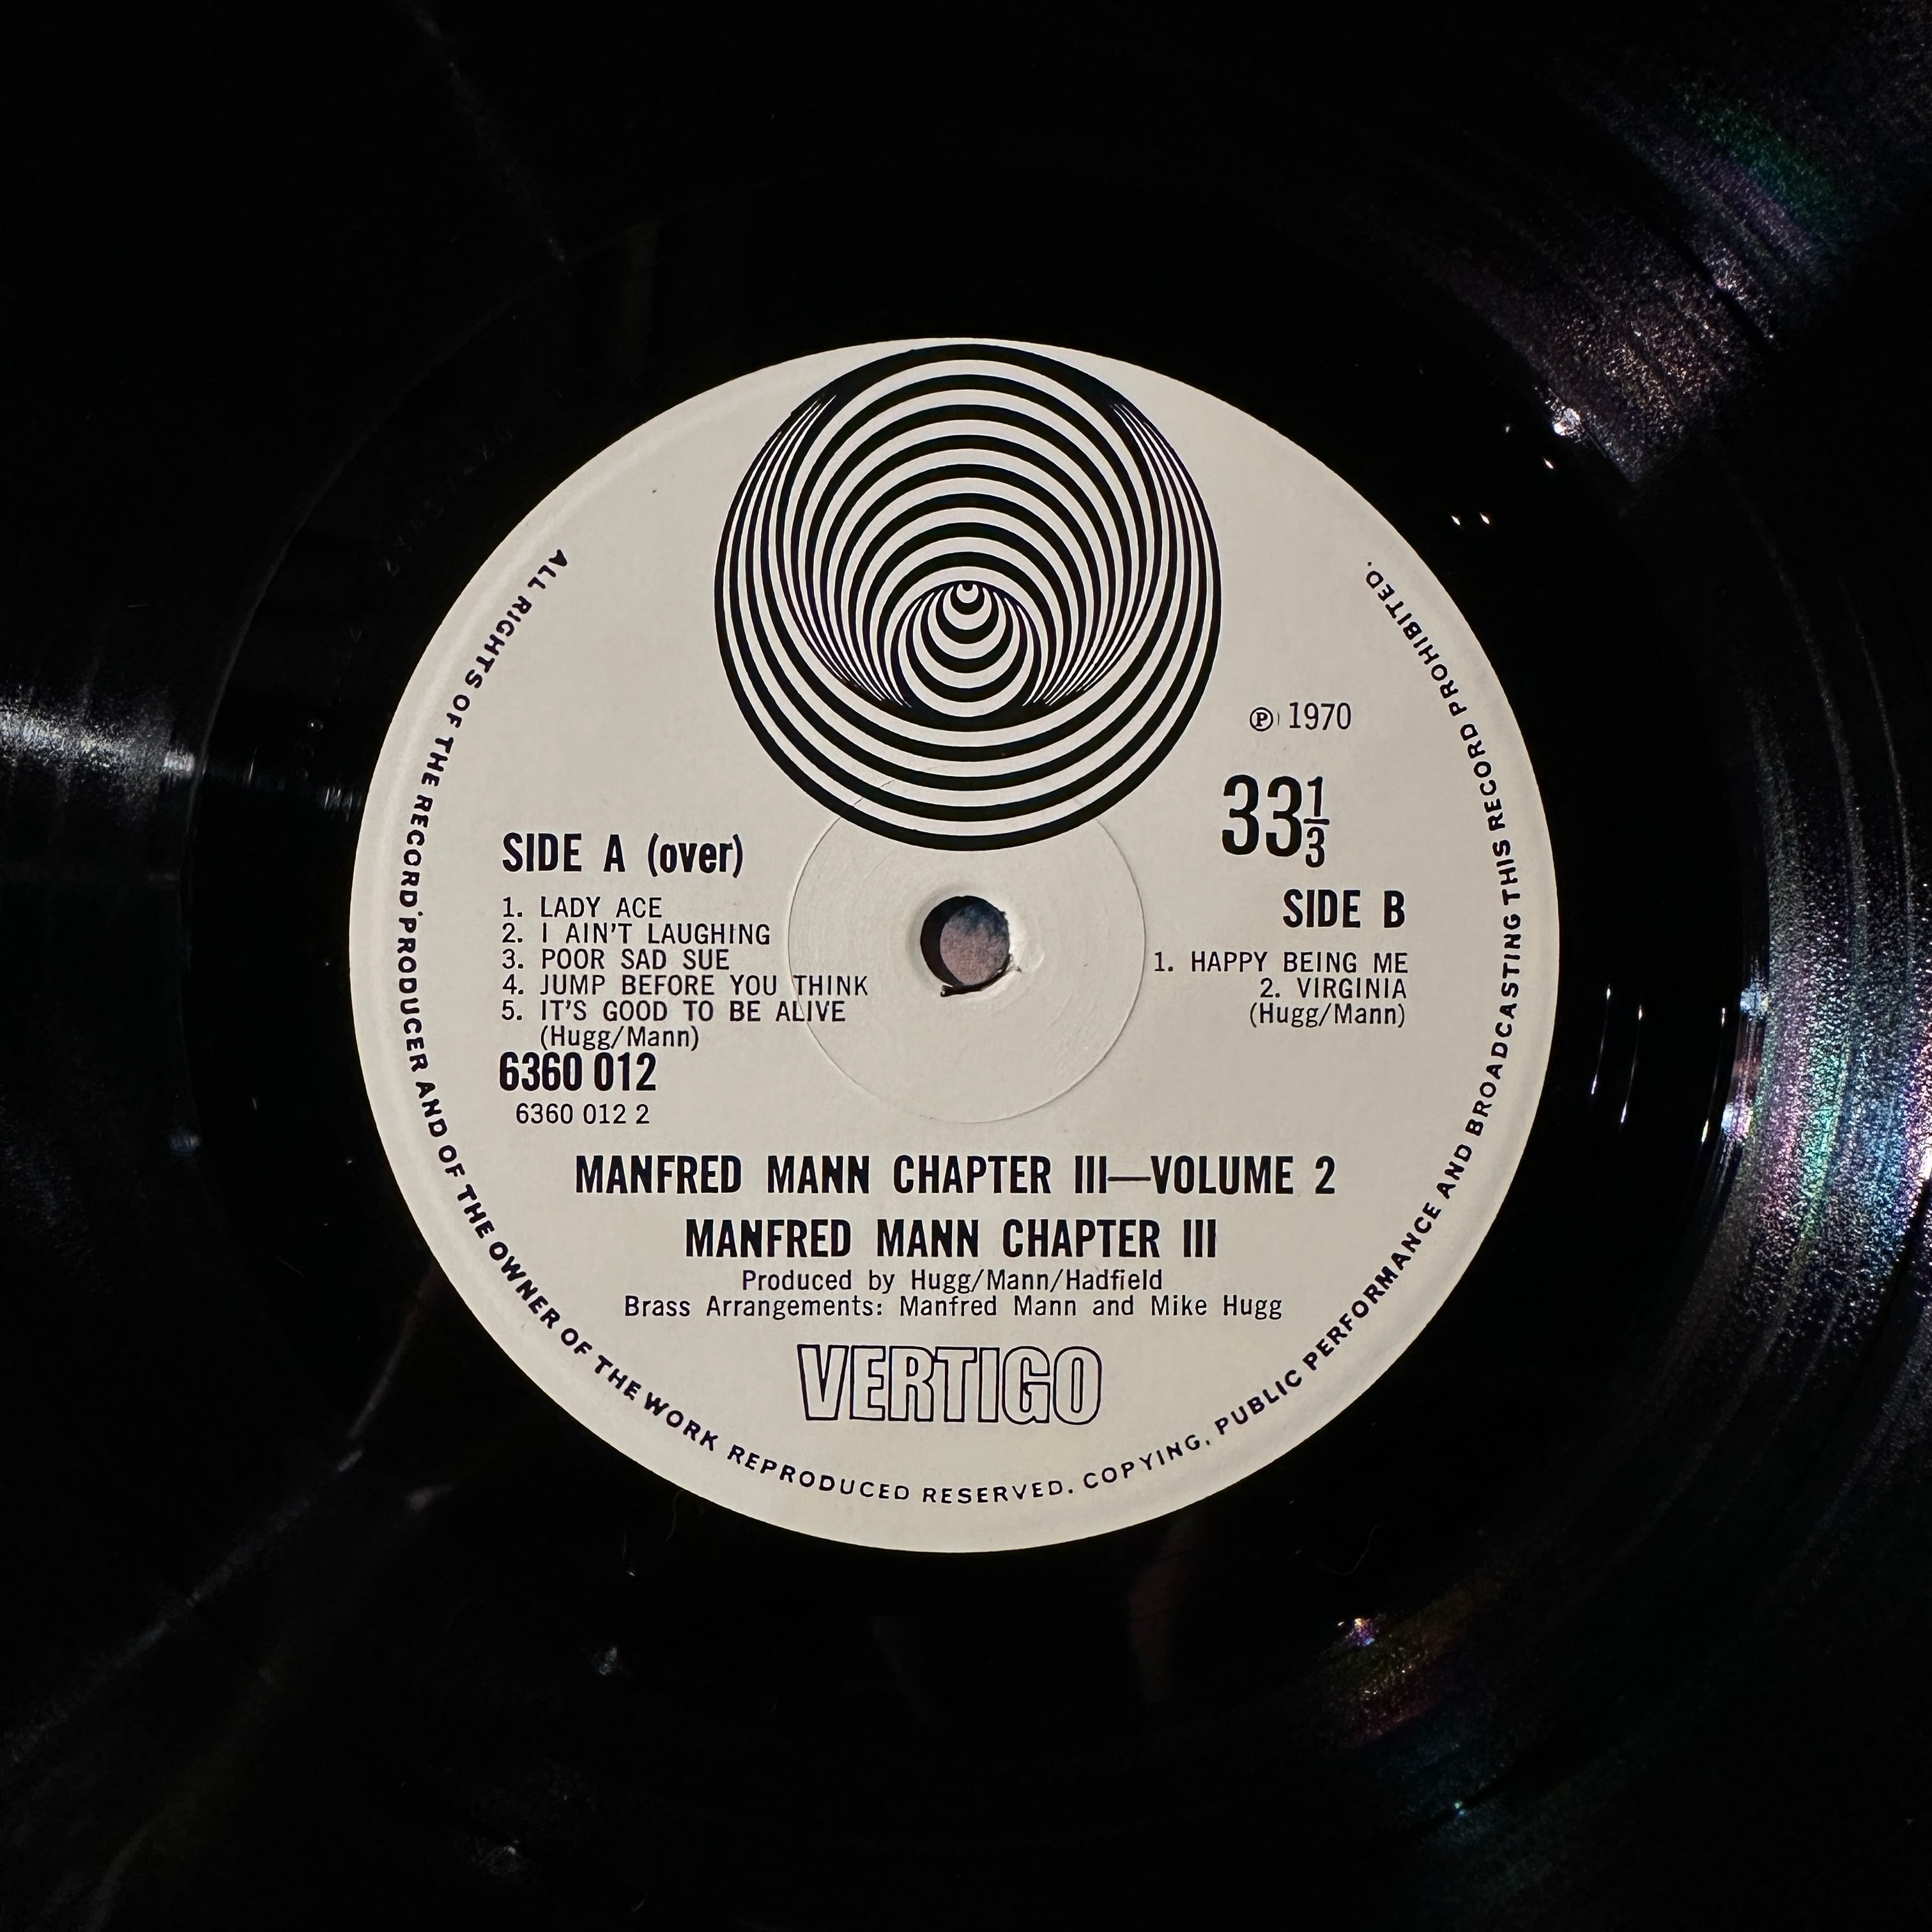 ALL RIGHTS OF THE RECORD PRODUCER AND OF THE OWNER OF THE WORK REPRODUCED RESERVED. COPYING, PUBLIC PERFORMANCE AND BROADCASTING THIS RECORD PROHIBITED.
Ⓟ 1970
33⅓
SIDE A (over)
1. LADY ACE
2. I AIN'T LAUGHING
3. POOR SAD SUE
4. JUMP BEFORE YOU THINK
5. IT'S GOOD TO BE ALIVE
(Hugg/Mann)
6360 012
6360 012 2
SIDE B
1. HAPPY BEING ME
2. VIRGINIA
(Hugg/Mann)
MANFRED MANN CHAPTER III—VOLUME 2
MANFRED MANN CHAPTER III
Produced by Hugg/Mann/Hadfield
Brass Arrangements: Manfred Mann and Mike Hugg
VERTIGO